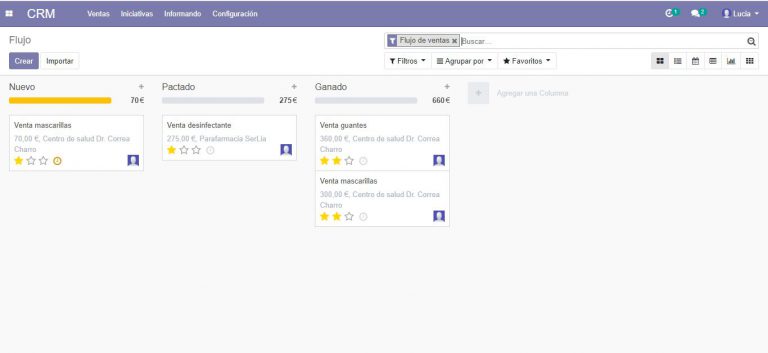 CRM Ventas Iniciativas Informando Configuración 1 2 Lucia
Flujo
Flujo de ventas × Buscar...
Crear Importar
Filtros Agrupar por Favoritos
Nuevo +
70 €
Venta mascarillas
70,00 €, Centro de salud Dr. Correa
Charro
Pactado +
275 €
Venta desinfectante
275,00 €, Parafarmacia SerLia
Ganado +
660 €
Venta guantes
360,00 €, Centro de salud Dr. Correa
Charro
Venta mascarillas
300,00 €, Centro de salud Dr. Correa
Charro
+ Agregar una Columna